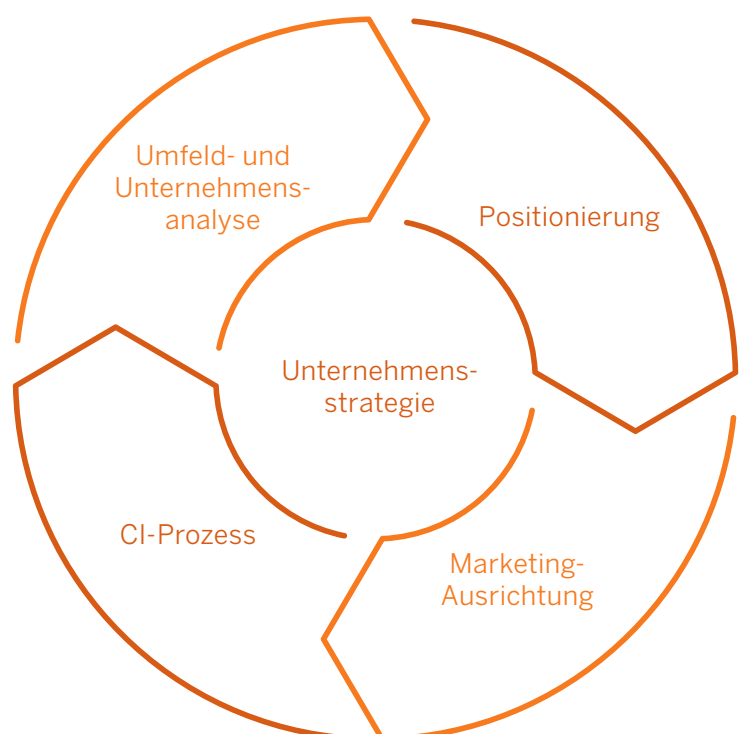 Umfeld- und
Unternehmens-
analyse
Positionierung
Unternehmens-
strategie
CI-Prozess
Marketing-
Ausrichtung